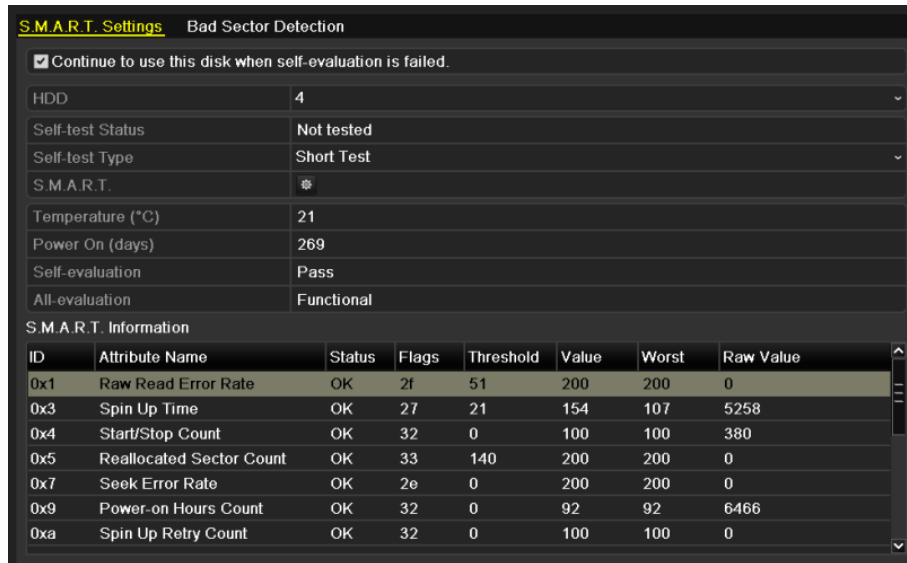 S.M.A.R.T. Settings Bad Sector Detection
Continue to use this disk when self-evaluation is failed.
HDD 4
Self-test Status Not tested
Self-test Type Short Test
S.M.A.R.T.
Temperature (°C) 21
Power On (days) 269
Self-evaluation Pass
All-evaluation Functional
S.M.A.R.T. Information
ID Attribute Name Status Flags Threshold Value Worst Raw Value
0x1 Raw Read Error Rate OK 2f 51 200 200 0
0x3 Spin Up Time OK 27 21 154 107 5258
0x4 Start/Stop Count OK 32 0 100 100 380
0x5 Reallocated Sector Count OK 33 140 200 200 0
0x7 Seek Error Rate OK 2e 0 200 200 0
0x9 Power-on Hours Count OK 32 0 92 92 6466
0xa Spin Up Retry Count OK 32 0 100 100 0